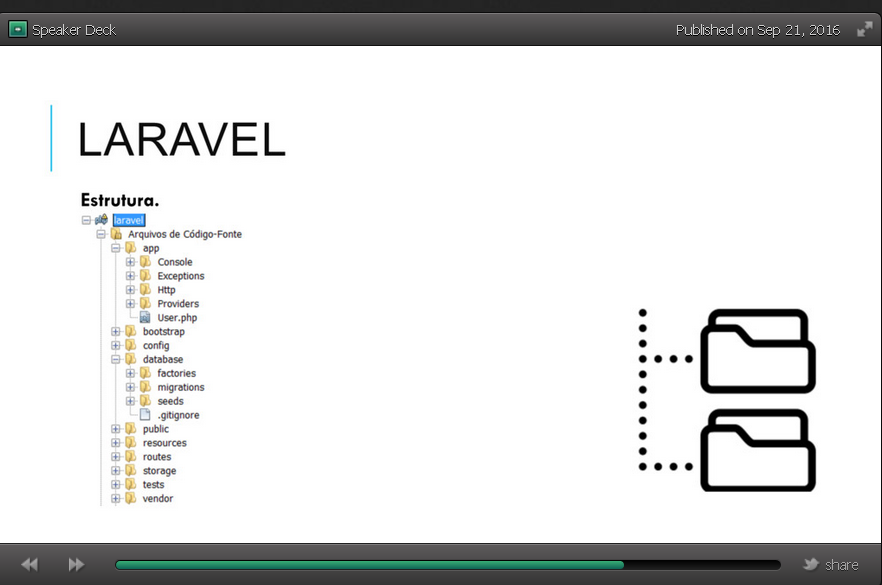 Speaker Deck
Published on Sep 21, 2016
LARAVEL
Estrutura.
laravel
Arquivos de Código-Fonte
app
Console
Exceptions
Http
Providers
User.php
bootstrap
config
database
factories
migrations
seeds
.gitignore
public
resources
routes
storage
tests
vendor
share